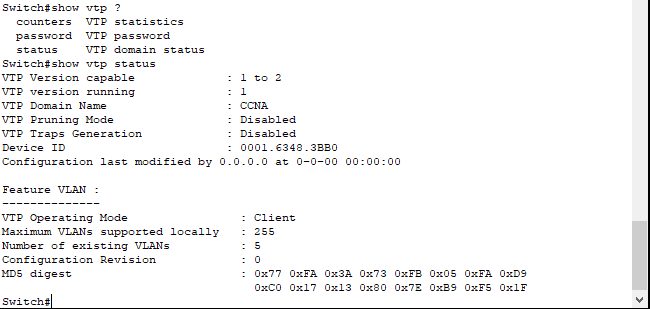 Switch#show vtp ?
  counters  VTP statistics
  password  VTP password
  status    VTP domain status
Switch#show vtp status
VTP Version capable             : 1 to 2
VTP version running             : 1
VTP Domain Name                 : CCNA
VTP Pruning Mode                : Disabled
VTP Traps Generation            : Disabled
Device ID                       : 0001.6348.3BB0
Configuration last modified by 0.0.0.0 at 0-0-00 00:00:00

Feature VLAN :
--------------
VTP Operating Mode                : Client
Maximum VLANs supported locally   : 255
Number of existing VLANs          : 5
Configuration Revision            : 0
MD5 digest                        : 0x77 0xFA 0x3A 0x73 0xFB 0x05 0xFA 0xD9
                                    0xC0 0x17 0x13 0x80 0x7E 0xB9 0xF5 0x1F
Switch#